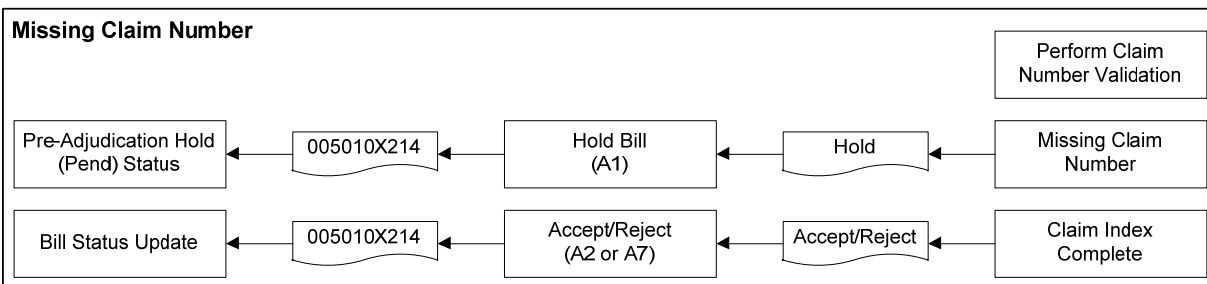 Missing Claim Number
Perform Claim
Number Validation
Pre-Adjudication Hold
(Pend) Status
005010X214
Hold Bill
(A1)
Hold
Missing Claim
Number
Bill Status Update
005010X214
Accept/Reject
(A2 or A7)
Accept/Reject
Claim Index
Complete